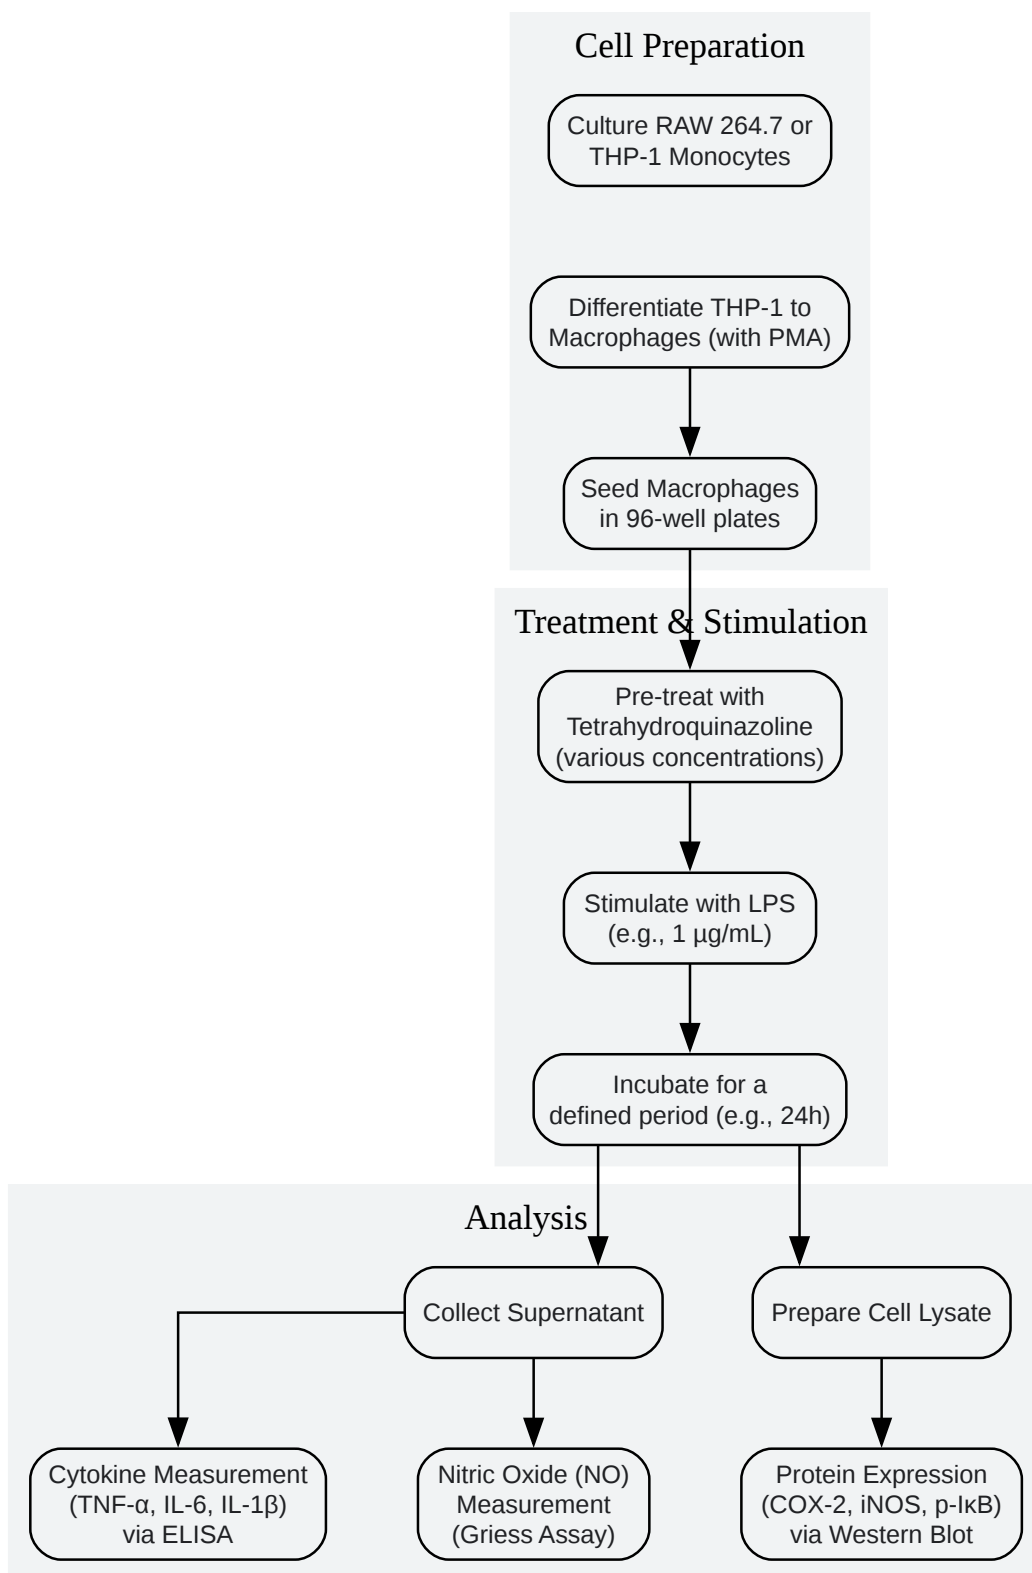 Cell Preparation
Culture RAW 264.7 or
THP-1 Monocytes
Differentiate THP-1 to
Macrophages (with PMA)
Seed Macrophages
in 96-well plates
Treatment & Stimulation
Pre-treat with
Tetrahydroquinazoline
(various concentrations)
Stimulate with LPS
(e.g., 1 µg/mL)
Incubate for a
defined period (e.g., 24h)
Analysis
Collect Supernatant
Prepare Cell Lysate
Cytokine Measurement
(TNF-α, IL-6, IL-1β)
via ELISA
Nitric Oxide (NO)
Measurement
(Griess Assay)
Protein Expression
(COX-2, iNOS, p-IκB)
via Western Blot